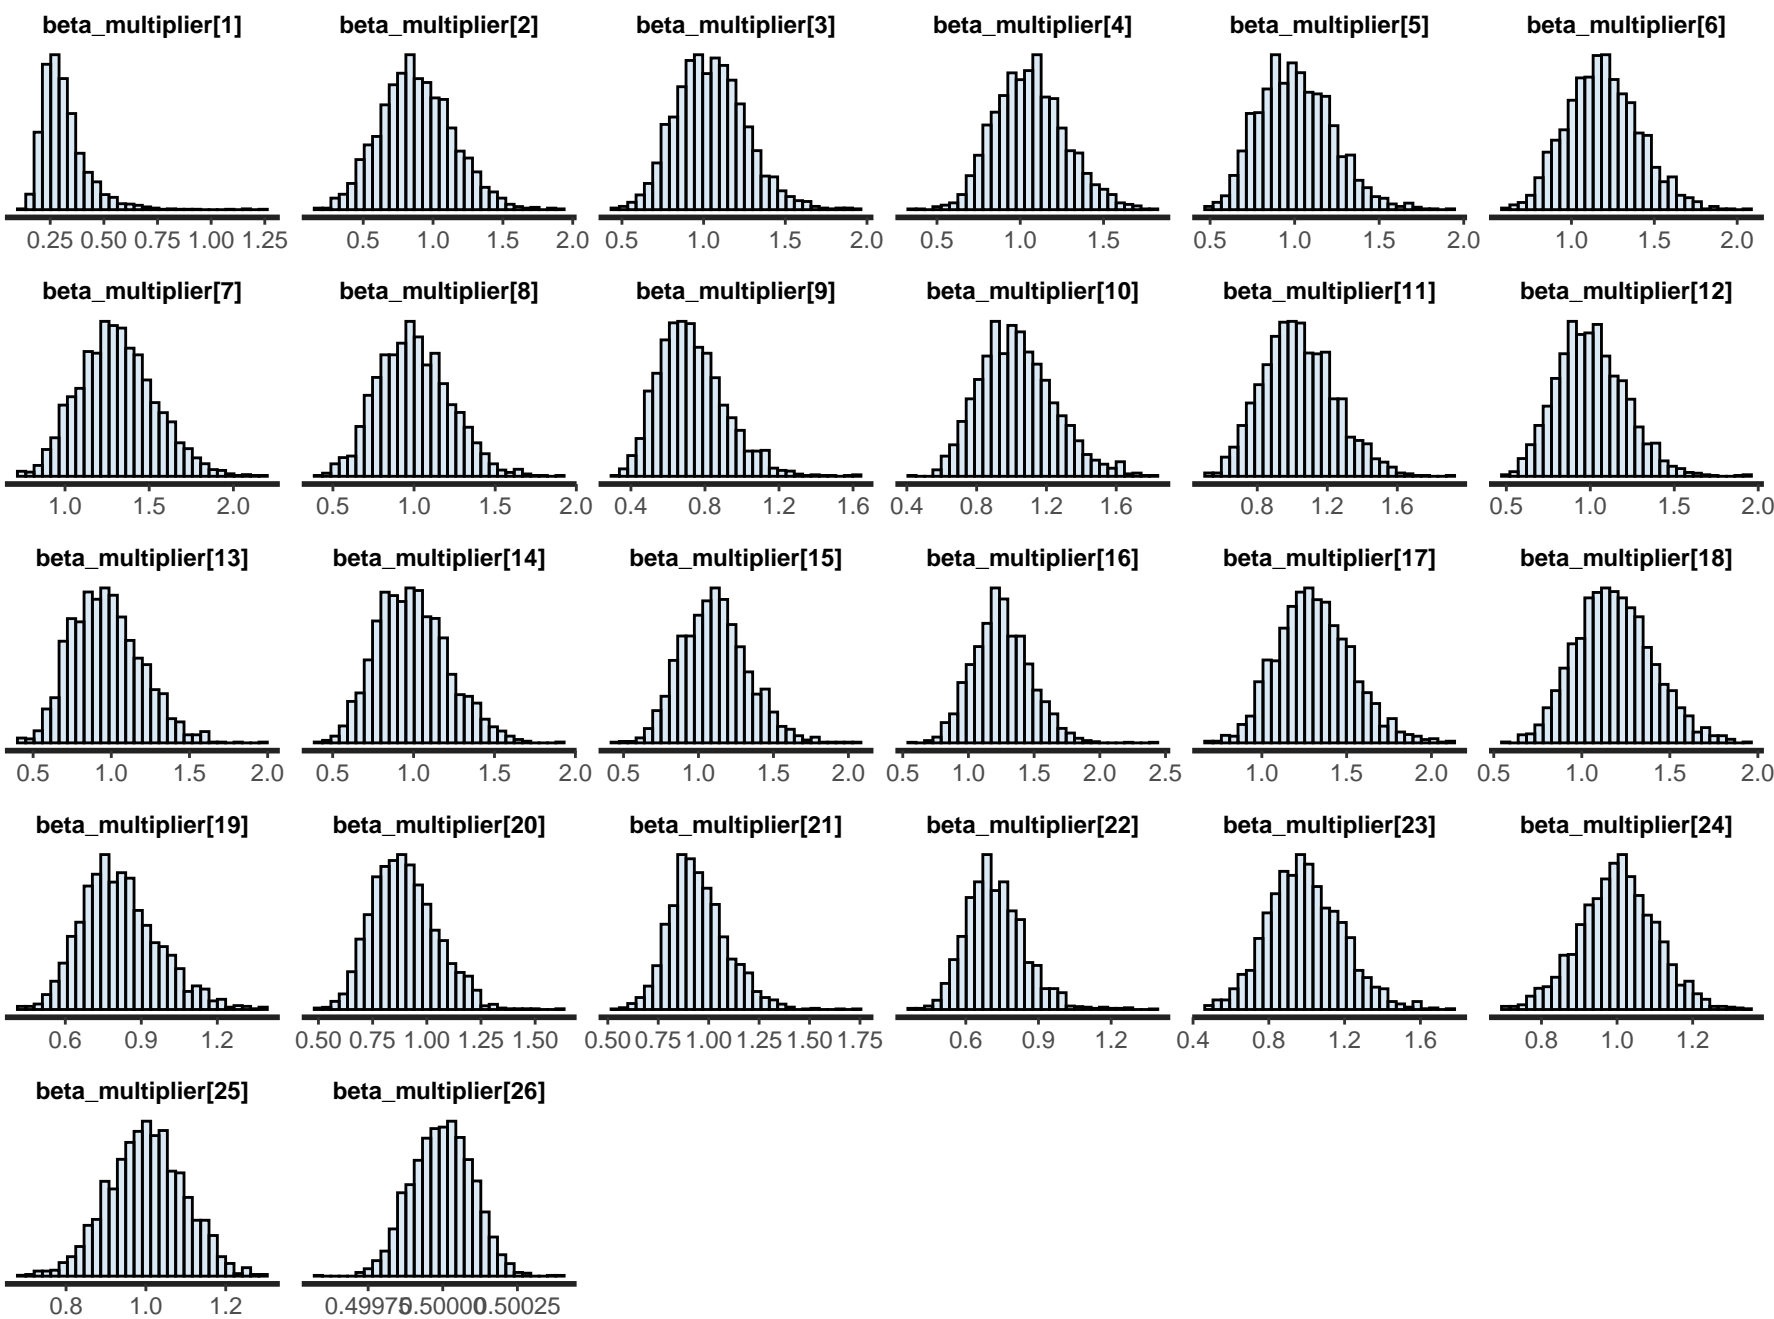 beta_multiplier[1] beta_multiplier[2] beta_multiplier[3] beta_multiplier[4] beta_multiplier[5] beta_multiplier[6]
0.25 0.50 0.75 1.00 1.25 0.5 1.0 1.5 2.0 0.5 1.0 1.5 2.0 0.5 1.0 1.5 0.5 1.0 1.5 2.0 1.0 1.5 2.0
beta_multiplier[7] beta_multiplier[8] beta_multiplier[9] beta_multiplier[10] beta_multiplier[11] beta_multiplier[12]
1.0 1.5 2.0 0.5 1.0 1.5 2.0 0.4 0.8 1.2 1.6 0.4 0.8 1.2 1.6 0.8 1.2 1.6 0.5 1.0 1.5 2.0
beta_multiplier[13] beta_multiplier[14] beta_multiplier[15] beta_multiplier[16] beta_multiplier[17] beta_multiplier[18]
0.5 1.0 1.5 2.0 0.5 1.0 1.5 2.0 0.5 1.0 1.5 2.0 0.5 1.0 1.5 2.0 2.5 1.0 1.5 2.0 0.5 1.0 1.5 2.0
beta_multiplier[19] beta_multiplier[20] beta_multiplier[21] beta_multiplier[22] beta_multiplier[23] beta_multiplier[24]
0.6 0.9 1.2 0.50 0.75 1.00 1.25 1.50 0.50 0.75 1.00 1.25 1.50 1.75 0.6 0.9 1.2 0.4 0.8 1.2 1.6 0.8 1.0 1.2
beta_multiplier[25] beta_multiplier[26]
0.8 1.0 1.2 0.49975 0.50000 0.50025